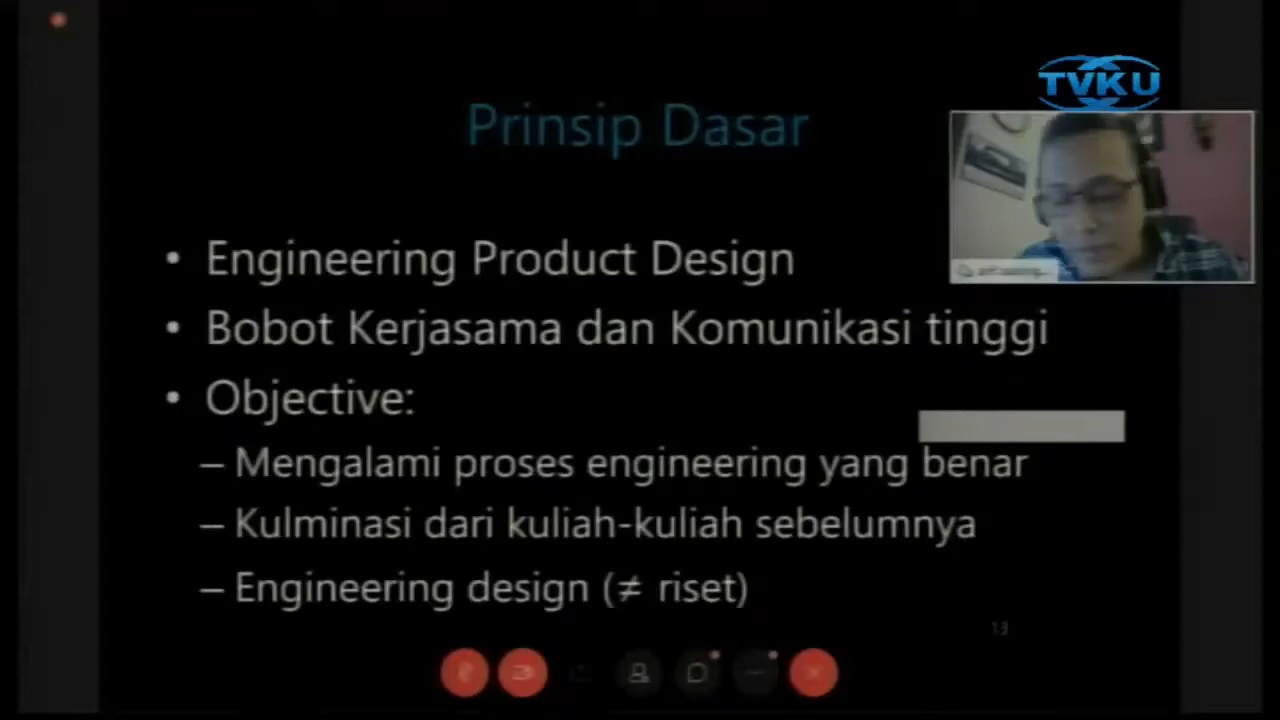 TVKU
Prinsip Dasar
• Engineering Product Design
• Bobot Kerjasama dan Komunikasi tinggi
• Objective:
– Mengalami proses engineering yang benar
– Kulminasi dari kuliah-kuliah sebelumnya
– Engineering design (≠ riset)
13